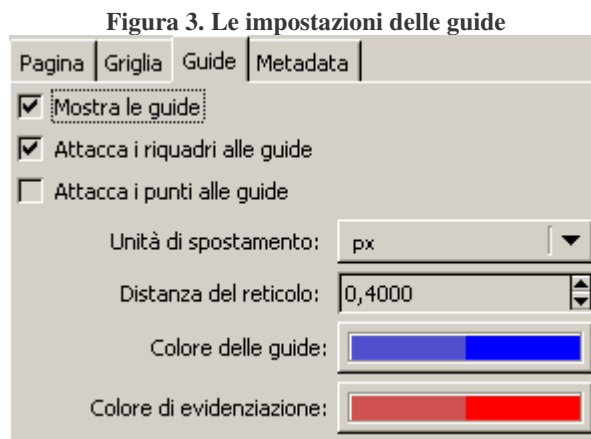 Figura 3. Le impostazioni delle guide
Pagina Griglia Guide Metadata
Mostra le guide
Attacca i riquadri alle guide
Attacca i punti alle guide
Unità di spostamento: px
Distanza del reticolo: 0,4000
Colore delle guide:
Colore di evidenziazione: